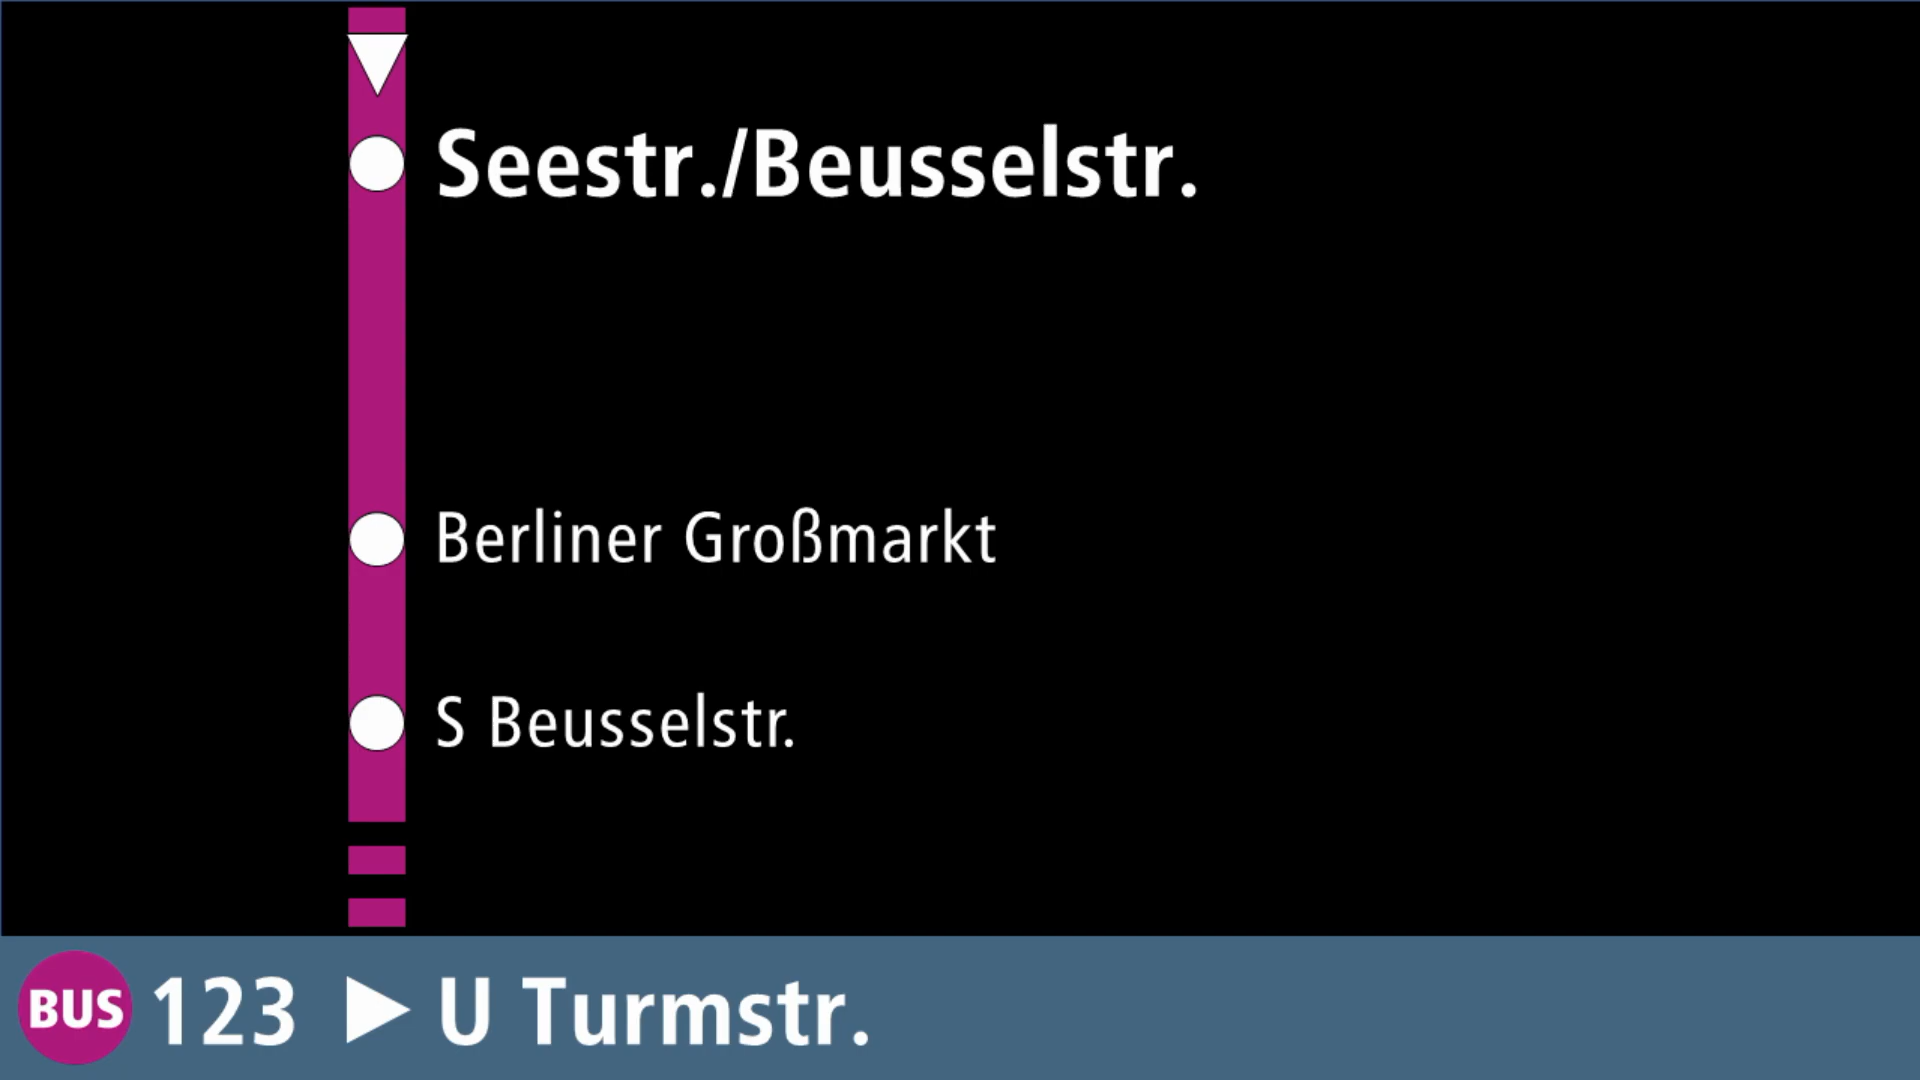 Seestr./Beusselstr.
Berliner Großmarkt
S Beusselstr.
BUS 123 ▶ U Turmstr.